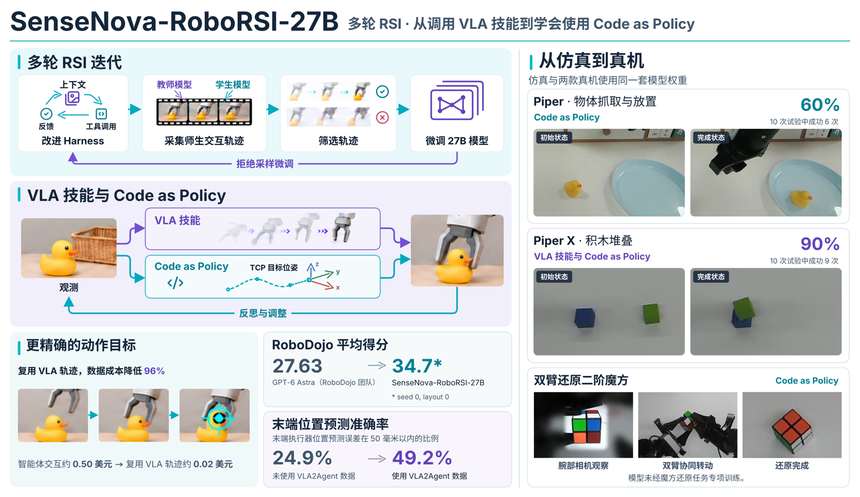 SenseNova-RoboRSI-27B 多轮 RSI · 从调用 VLA 技能到学会使用 Code as Policy
多轮 RSI 迭代
上下文
反馈
工具调用
改进 Harness
教师模型
学生模型
采集师生交互轨迹
筛选轨迹
微调 27B 模型
拒绝采样微调
VLA 技能与 Code as Policy
观测
VLA 技能
Code as Policy
</>
TCP 目标位姿
z
y
x
反思与调整
更精确的动作目标
复用 VLA 轨迹，数据成本降低 96%
智能体交互约 0.50 美元 → 复用 VLA 轨迹约 0.02 美元
RoboDojo 平均得分
27.63 → 34.7*
GPT-6 Astra（RoboDojo 团队）
SenseNova-RoboRSI-27B
* seed 0, layout 0
末端位置预测准确率
末端执行器位置预测误差在 50 毫米以内的比例
24.9% → 49.2%
未使用 VLA2Agent 数据
使用 VLA2Agent 数据
从仿真到真机
仿真与两款真机使用同一套模型权重
Piper · 物体抓取与放置
60%
Code as Policy
10 次试验中成功 6 次
初始状态
完成状态
Piper X · 积木堆叠
90%
VLA 技能与 Code as Policy
10 次试验中成功 9 次
初始状态
完成状态
双臂还原二阶魔方
Code as Policy
腕部相机观察
双臂协同转动
还原完成
模型未经魔方还原任务专项训练。